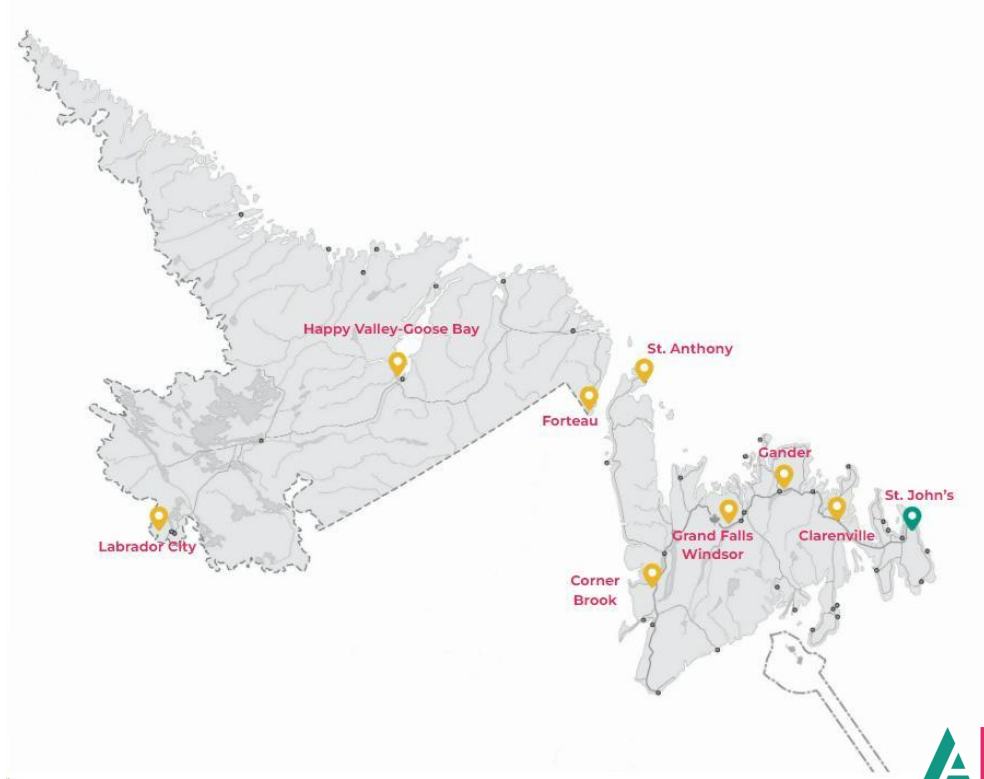 Happy Valley-Goose Bay
St. Anthony
Forteau
Gander
St. John's
Labrador City
Grand Falls
Windsor
Clarenville
Corner
Brook